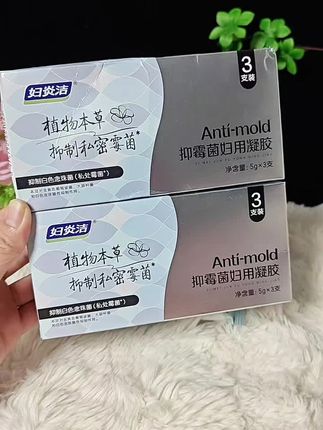 妇炎洁
植物本草
抑制私密霉菌*
抑制白色念珠菌(私处霉菌*)
3
支装
Anti-mold
抑霉菌妇用凝胶
净含量: 5g×3支
妇炎洁
植物本草
抑制私密霉菌*
抑制白色念珠菌(私处霉菌*)
3
支装
Anti-mold
抑霉菌妇用凝胶
净含量: 5g×3支